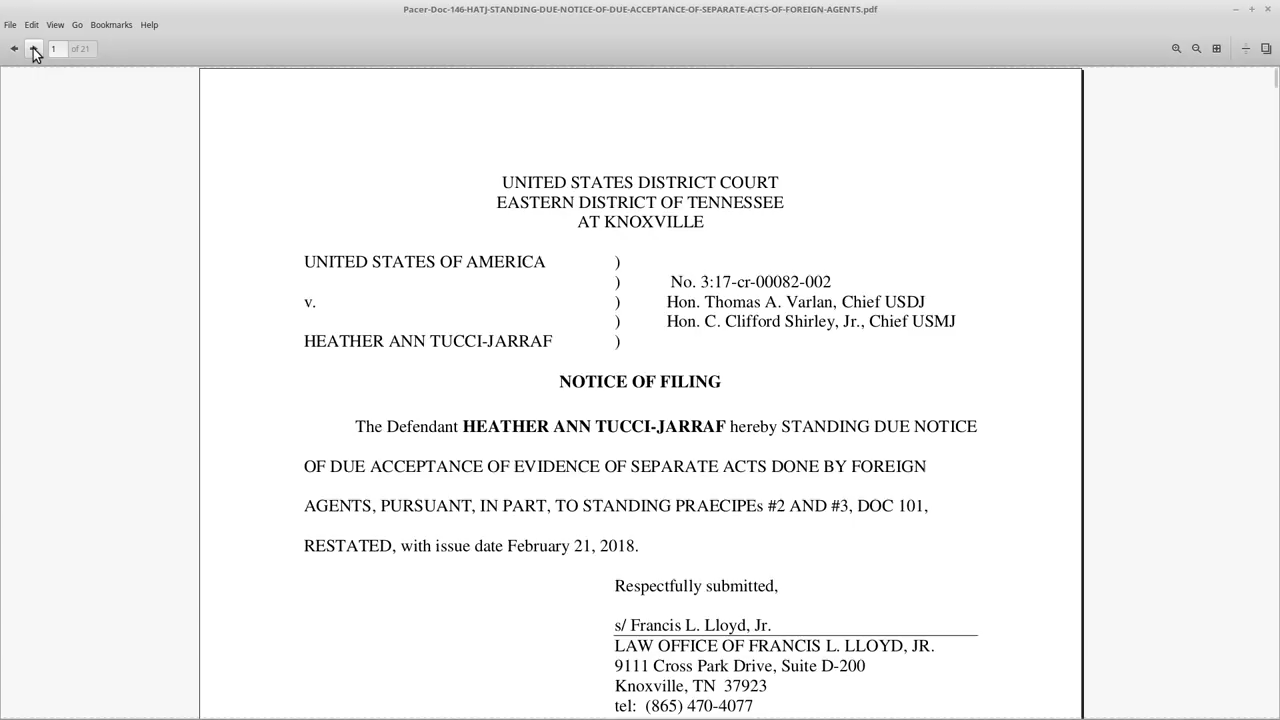 Pacer-Doc-146-HATJ-STANDING-DUE-NOTICE-OF-DUE-ACCEPTANCE-OF-SEPARATE-ACTS-OF-FOREIGN-AGENTS.pdf
File Edit View Go Bookmarks Help
1 of 21
UNITED STATES DISTRICT COURT
EASTERN DISTRICT OF TENNESSEE
AT KNOXVILLE
UNITED STATES OF AMERICA )
) No. 3:17-cr-00082-002
v. ) Hon. Thomas A. Varlan, Chief USDJ
) Hon. C. Clifford Shirley, Jr., Chief USMJ
HEATHER ANN TUCCI-JARRAF )
NOTICE OF FILING
The Defendant HEATHER ANN TUCCI-JARRAF hereby STANDING DUE NOTICE
OF DUE ACCEPTANCE OF EVIDENCE OF SEPARATE ACTS DONE BY FOREIGN
AGENTS, PURSUANT, IN PART, TO STANDING PRAECIPEs #2 AND #3, DOC 101,
RESTATED, with issue date February 21, 2018.
Respectfully submitted,
s/ Francis L. Lloyd, Jr.
LAW OFFICE OF FRANCIS L. LLOYD, JR.
9111 Cross Park Drive, Suite D-200
Knoxville, TN 37923
tel: (865) 470-4077